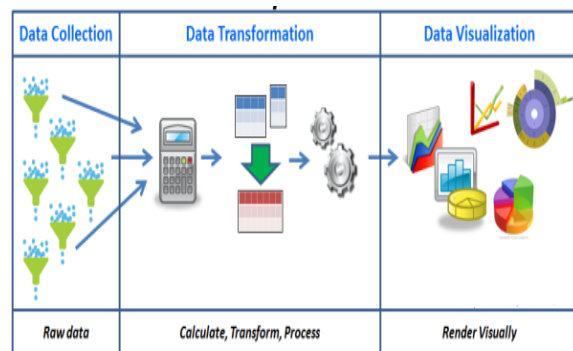 Data Collection
Data Transformation
Data Visualization
Raw data
Calculate, Transform, Process
Render Visually